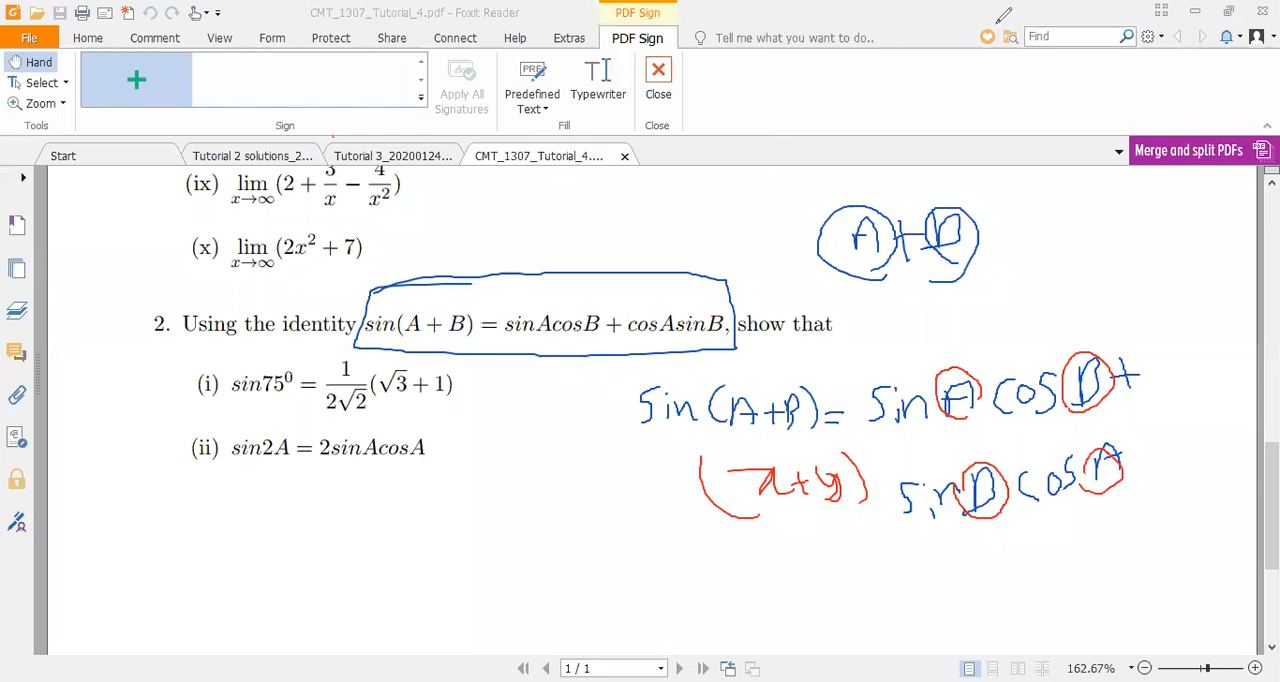 CMT_1307_Tutorial_4.pdf - Foxit Reader
PDF Sign
File Home Comment View Form Protect Share Connect Help Extras PDF Sign Tell me what you want to do.. Find
Hand
Select
Zoom
Tools
Sign
Apply All
Signatures
Predefined
Text
Typewriter
Fill
Close
Close
Start
Tutorial 2 solutions_2...
Tutorial 3_20200124...
CMT_1307_Tutorial_4....
Merge and split PDFs
(ix) lim x→∞ (2 + 3/x − 4/x²)
(x) lim x→∞ (2x² + 7)
A + B
2. Using the identity sin(A + B) = sinAcosB + cosAsinB, show that
(i) sin75⁰ = 1/2√2 (√3 + 1)
(ii) sin2A = 2sinAcosA
sin(A+B) = sin A cos B +
(x+y) sin B cos A
1 / 1
162.67%